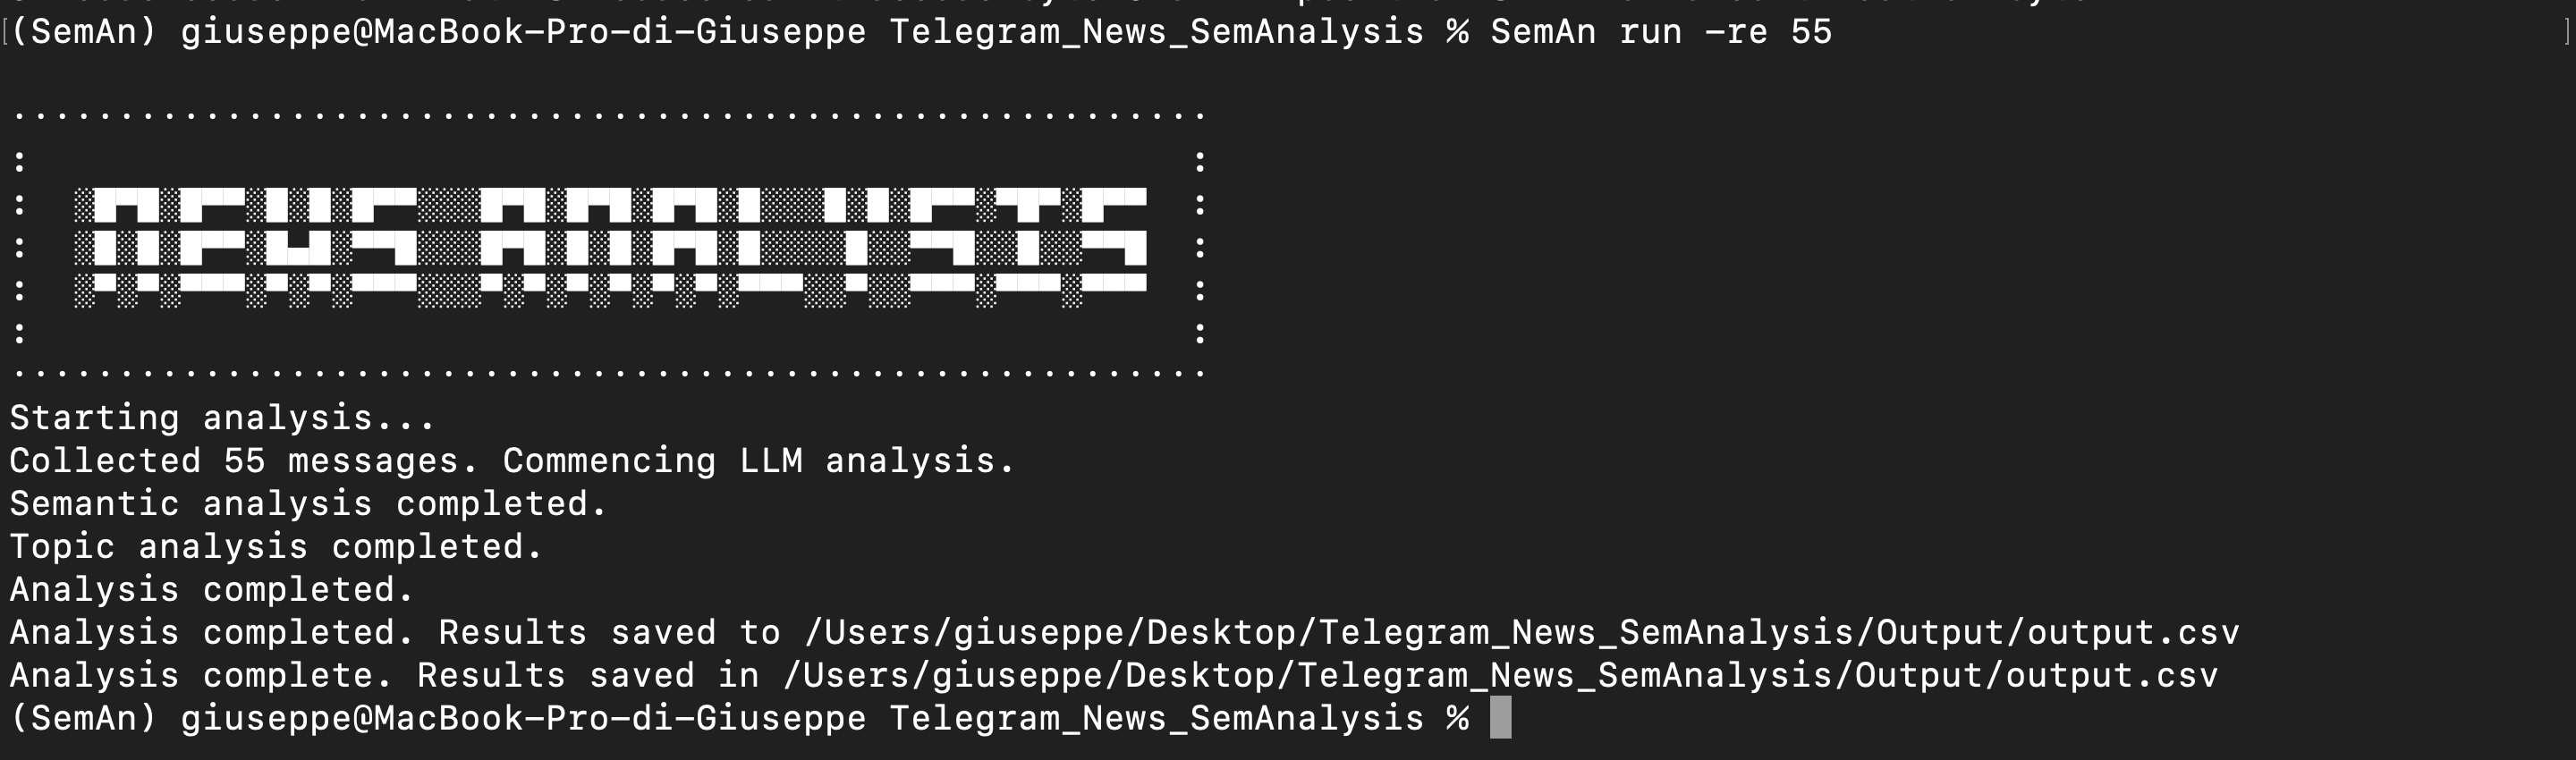 (SemAn) giuseppe@MacBook-Pro-di-Giuseppe Telegram_News_SemAnalysis % SemAn run -re 55
NEWS ANALYSIS
Starting analysis...
Collected 55 messages. Commencing LLM analysis.
Semantic analysis completed.
Topic analysis completed.
Analysis completed.
Analysis completed. Results saved to /Users/giuseppe/Desktop/Telegram_News_SemAnalysis/Output/output.csv
Analysis complete. Results saved in /Users/giuseppe/Desktop/Telegram_News_SemAnalysis/Output/output.csv
(SemAn) giuseppe@MacBook-Pro-di-Giuseppe Telegram_News_SemAnalysis %